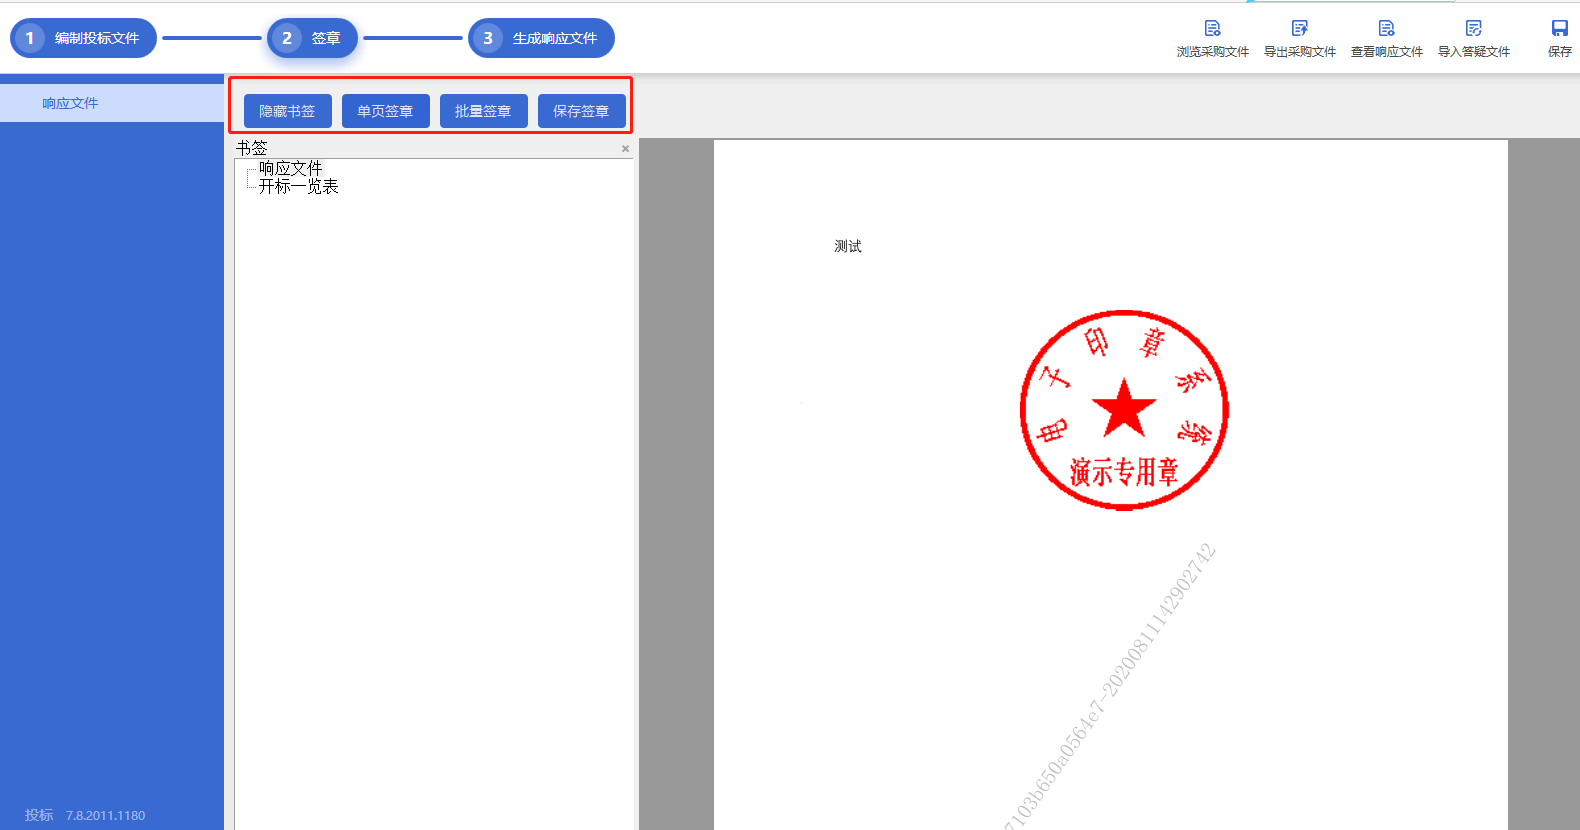 1 编制投标文件
2 签章
3 生成响应文件
浏览采购文件
导出采购文件
查看响应文件
导入答疑文件
保存
响应文件
隐藏书签
单页签章
批量签章
保存签章
书签
×
响应文件
开标一览表
测试
电子印章系统
演示专用章
7103b650a0564e7-20200811142902742
投标 7.8.2011.1180